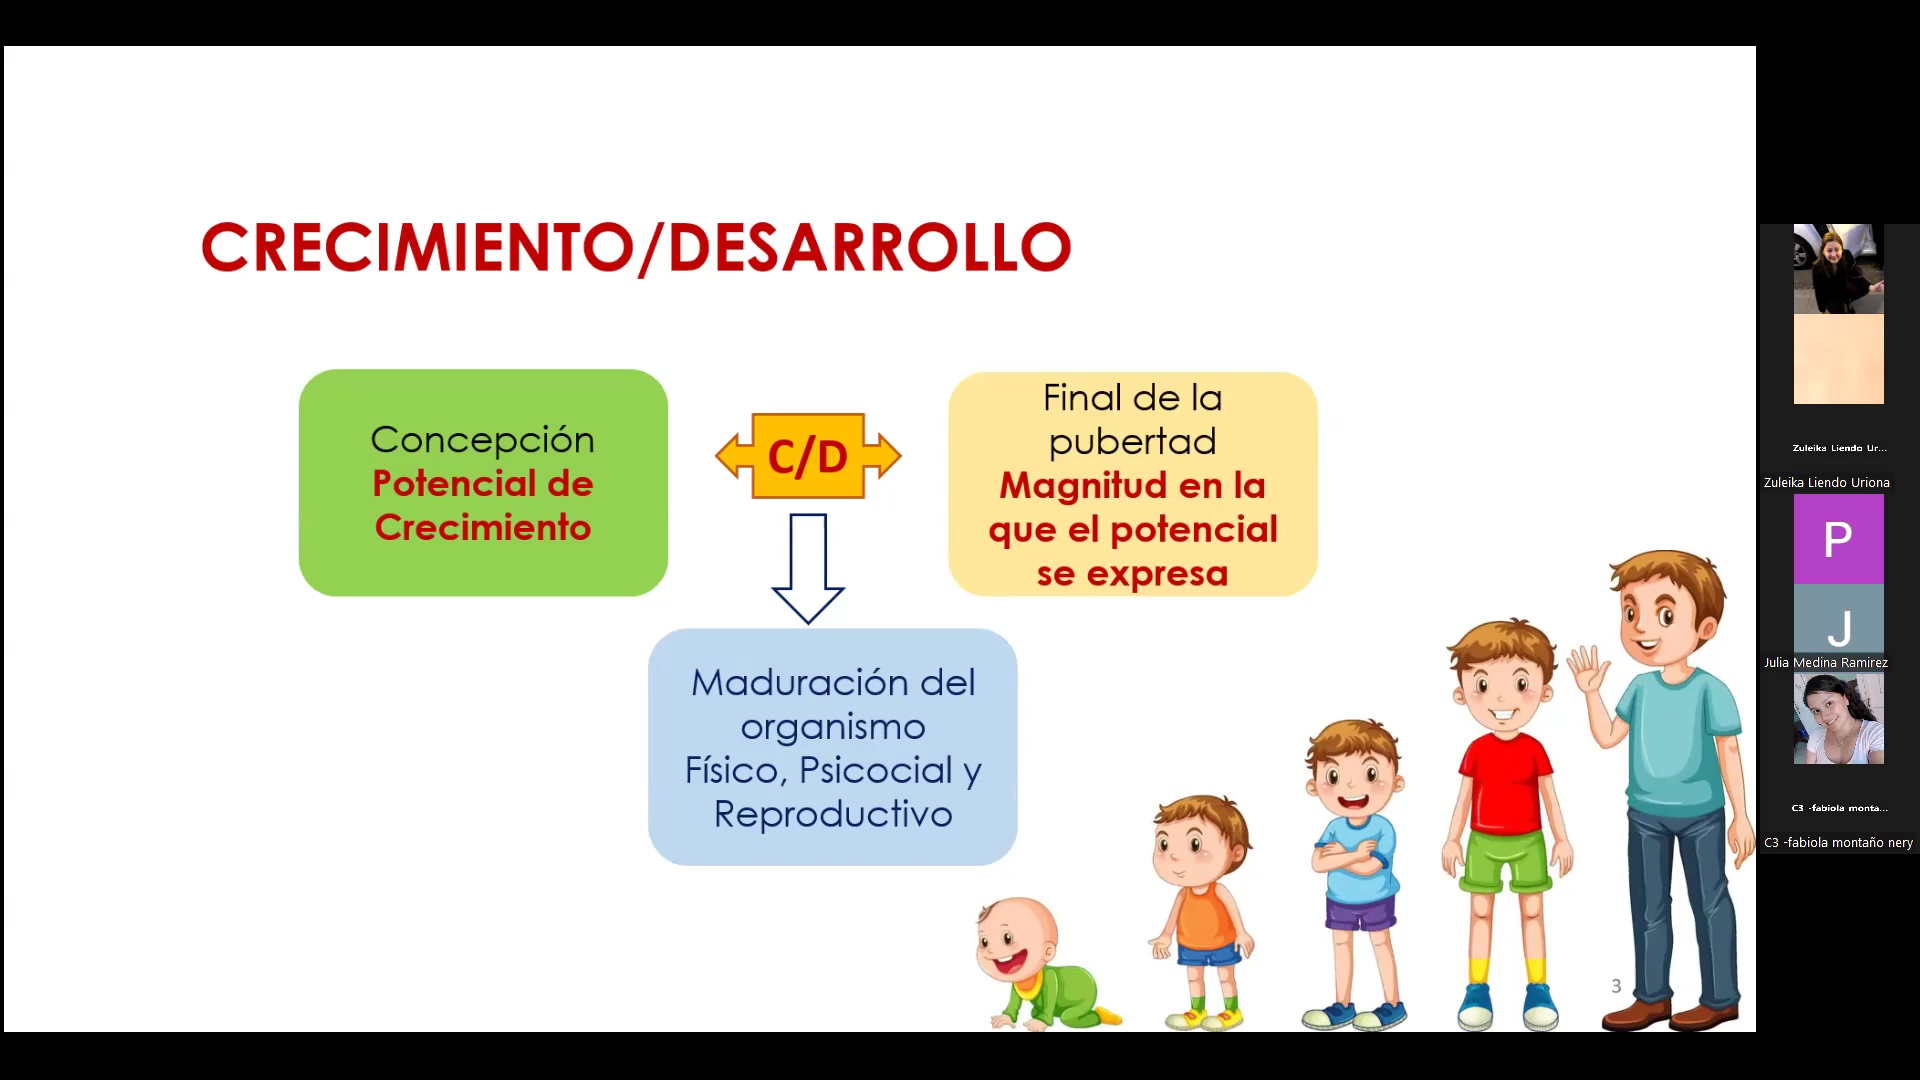 CRECIMIENTO/DESARROLLO
Concepción
Potencial de
Crecimiento
C/D
Final de la
pubertad
Magnitud en la
que el potencial
se expresa
Maduración del
organismo
Físico, Psicocial y
Reproductivo
3
Zuleika Liendo Ur...
Zuleika Liendo Uriona
P
J
Julia Medina Ramirez
C3 -fabiola monta...
C3 -fabiola montaño nery